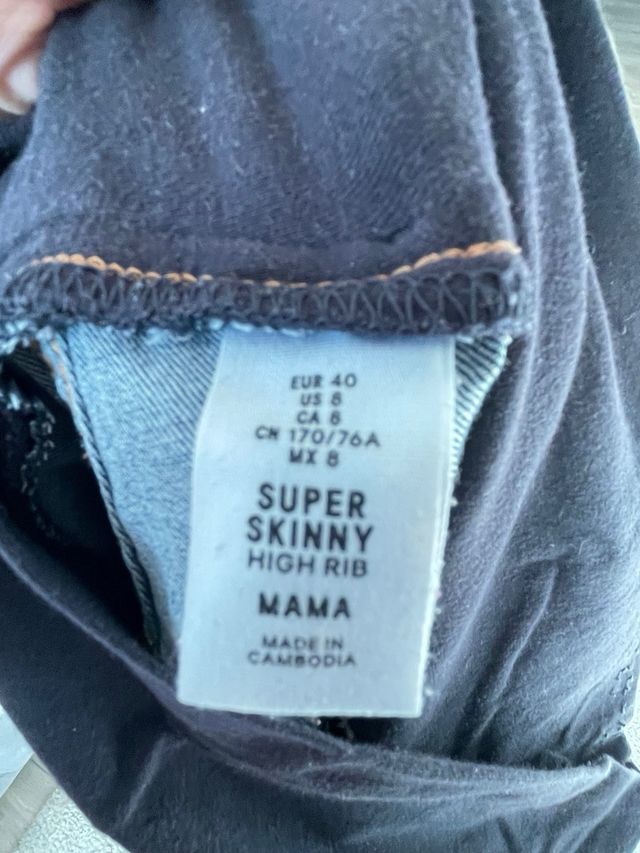 EUR 40
US 8
CA 8
CN 170/76A
MX 8
SUPER
SKINNY
HIGH RIB
MAMA
MADE IN
CAMBODIA